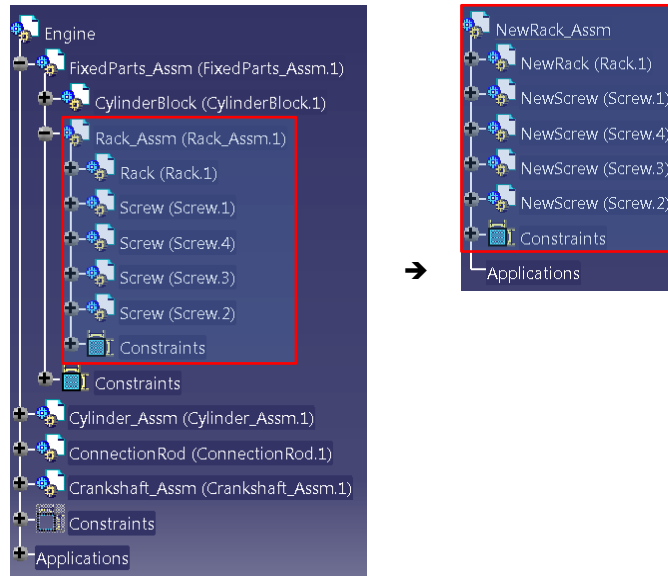 Engine
FixedParts_Assm (FixedParts_Assm.1)
CylinderBlock (CylinderBlock.1)
Rack_Assm (Rack_Assm.1)
Rack (Rack.1)
Screw (Screw.1)
Screw (Screw.4)
Screw (Screw.3)
Screw (Screw.2)
Constraints
Constraints
Cylinder_Assm (Cylinder_Assm.1)
ConnectionRod (ConnectionRod.1)
Crankshaft_Assm (Crankshaft_Assm.1)
Constraints
Applications
➔
NewRack_Assm
NewRack (Rack.1)
NewScrew (Screw.1)
NewScrew (Screw.4)
NewScrew (Screw.3)
NewScrew (Screw.2)
Constraints
Applications